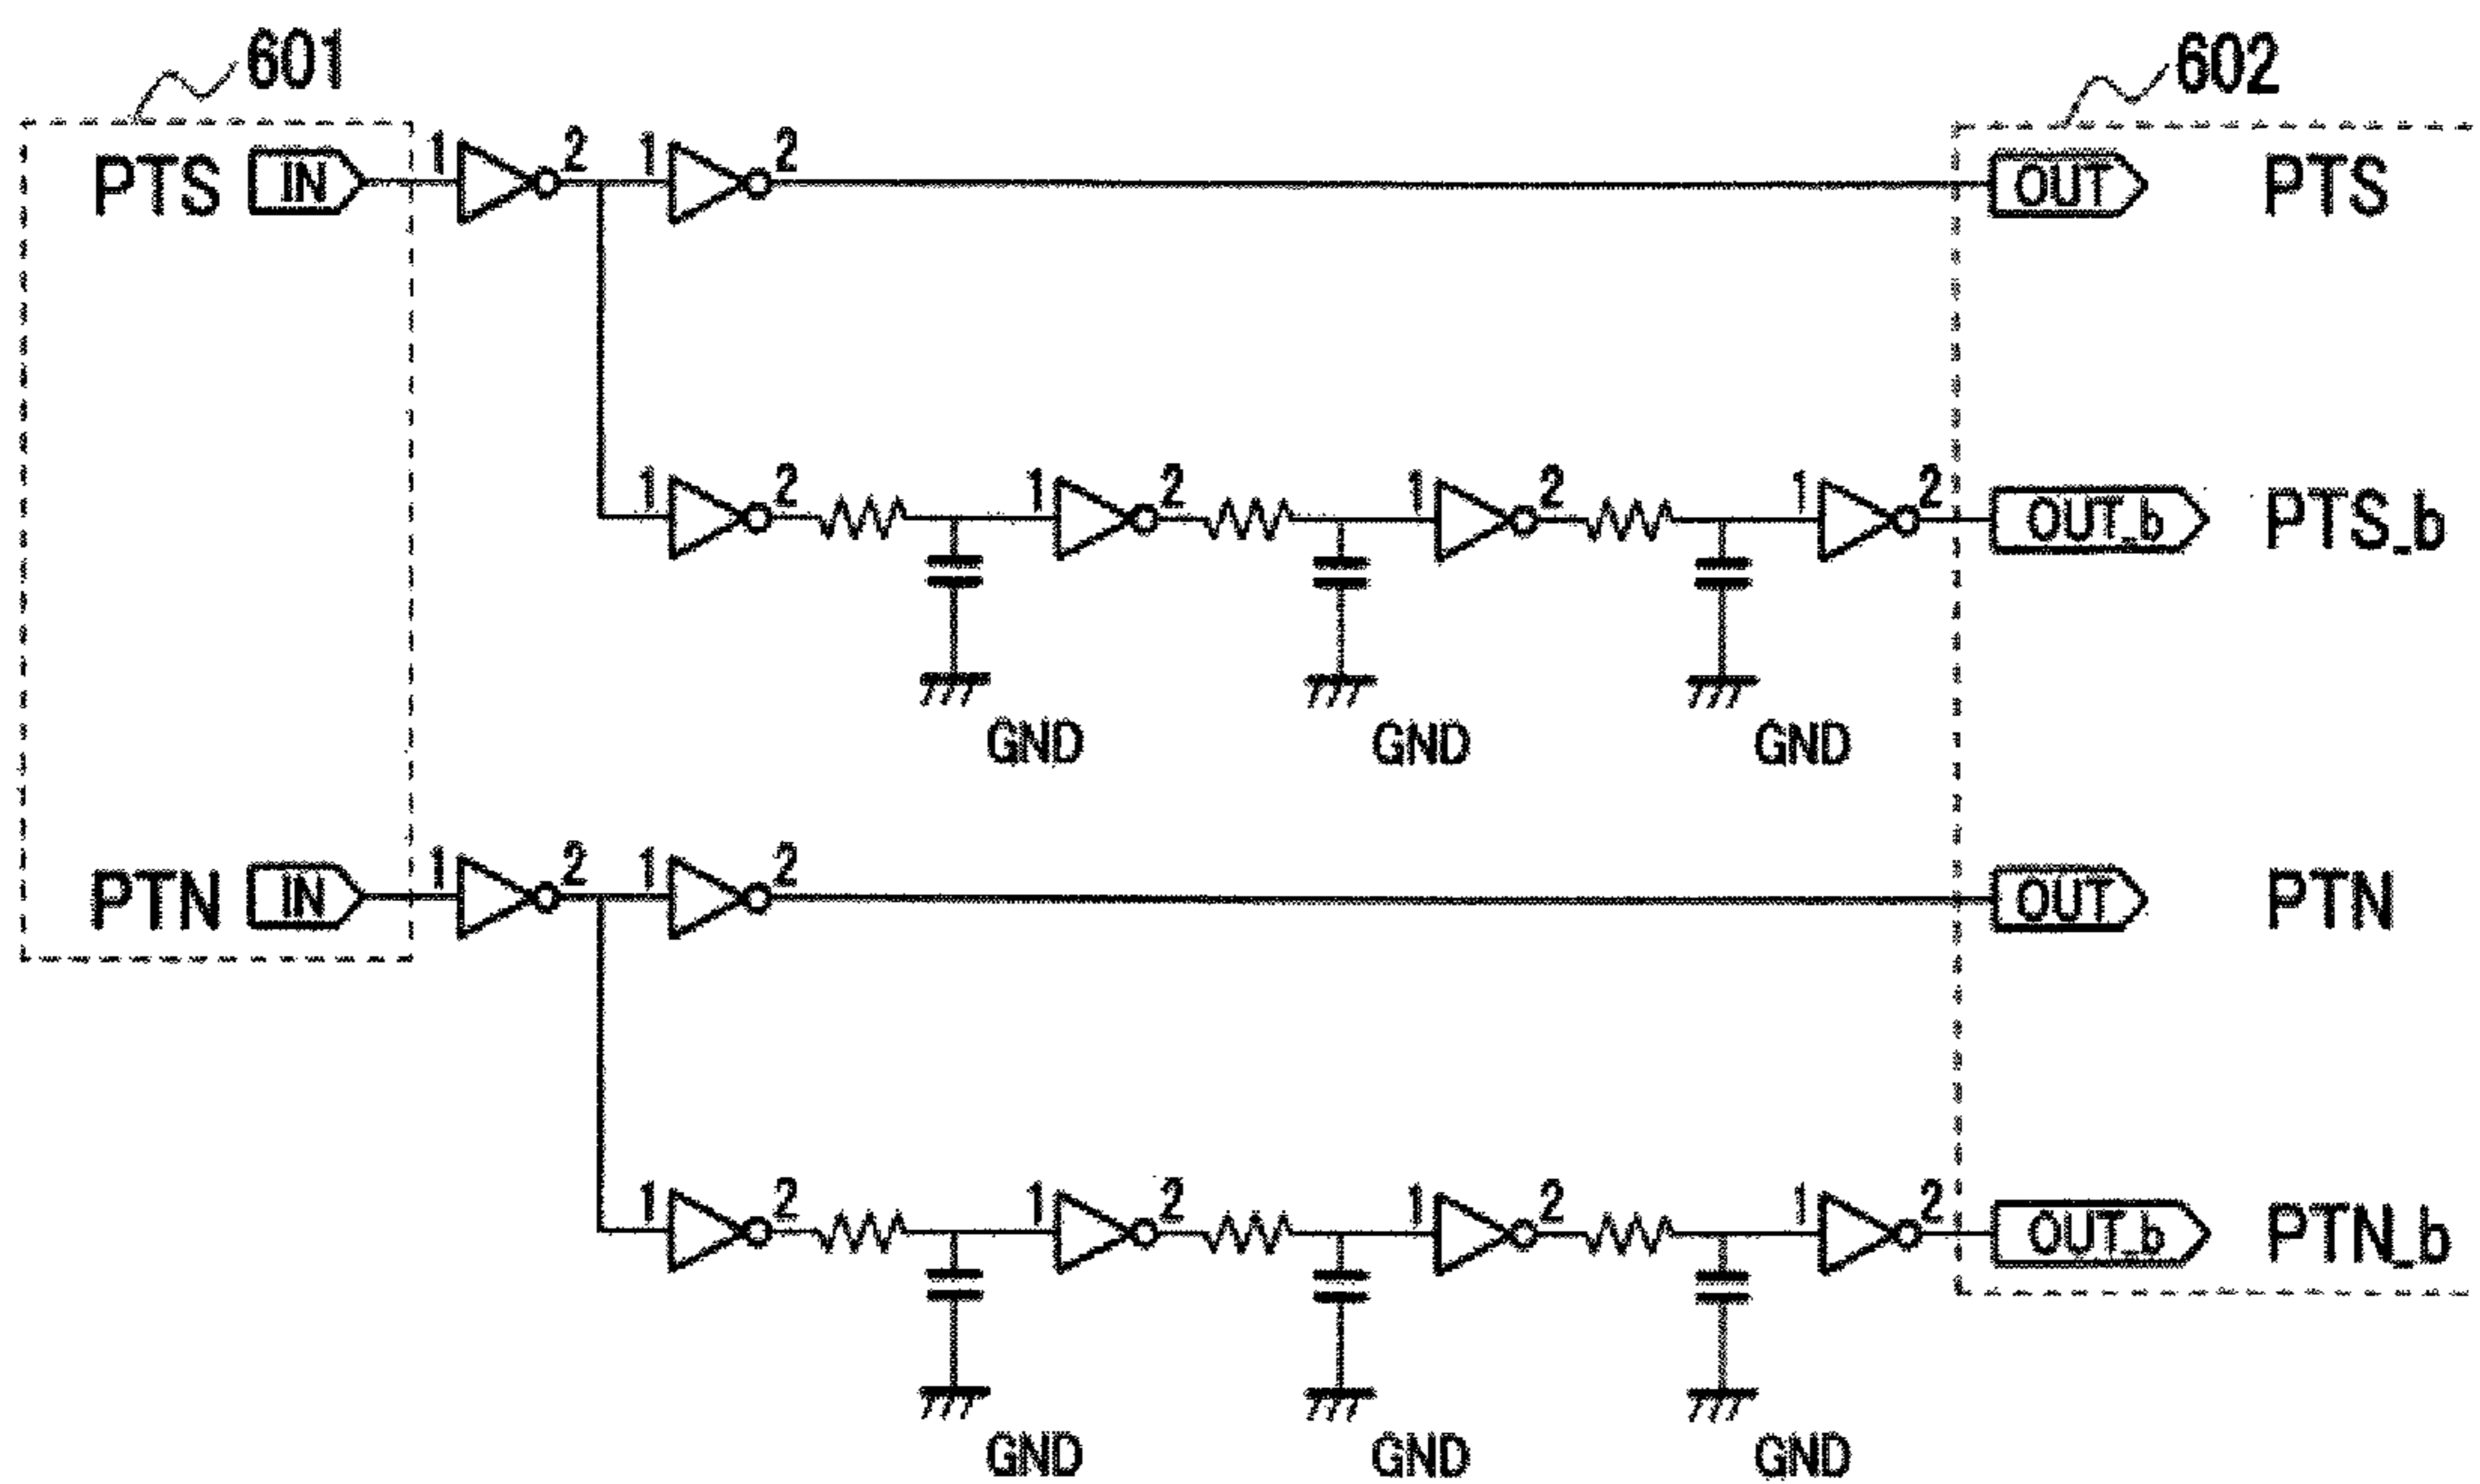 601 602
PTS IN 1 2 1 2 OUT PTS
1 2 1 2 1 2 1 2 OUT_b PTS_b
GND GND GND
PTN IN 1 2 1 2 OUT PTN
1 2 1 2 1 2 1 2 OUT_b PTN_b
GND GND GND